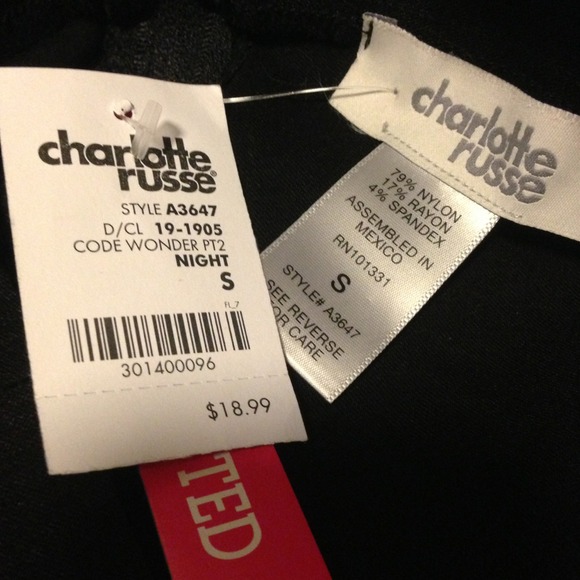 charlotte
russe®
STYLE A3647
D/CL 19-1905
CODE WONDER PT2
NIGHT
S
FL_7
301400096
$18.99
TED
charlotte
russe
79% NYLON
17% RAYON
4% SPANDEX
ASSEMBLED IN
MEXICO
RN101331
S
STYLE# A3647
SEE REVERSE
FOR CARE